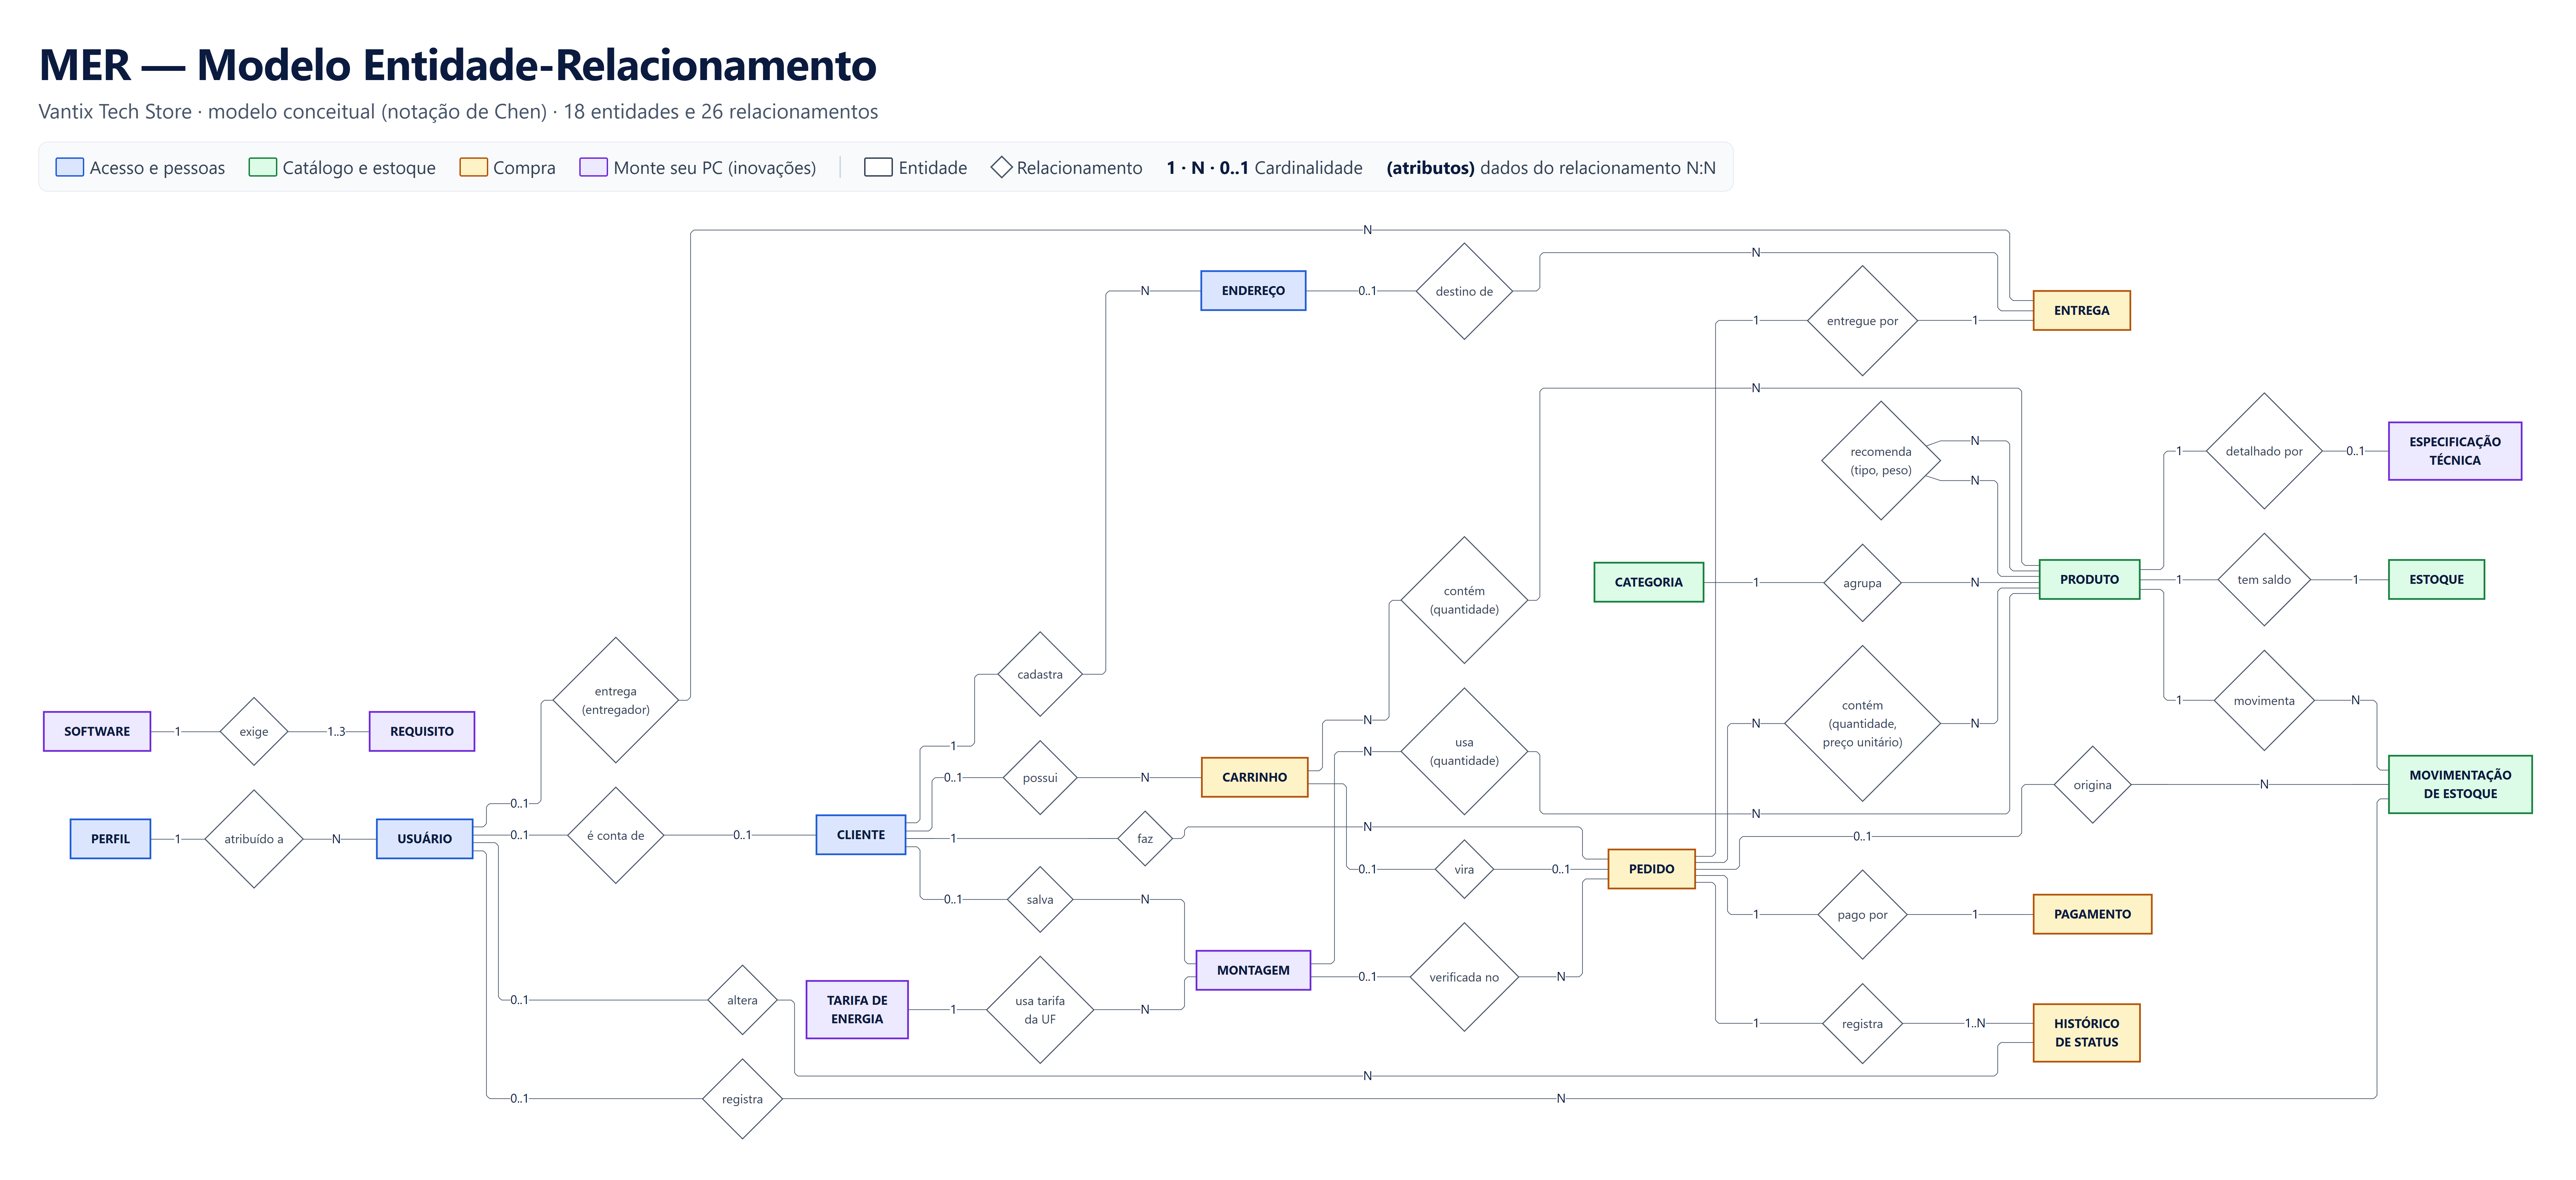 MER — Modelo Entidade-Relacionamento
Vantix Tech Store · modelo conceitual (notação de Chen) · 18 entidades e 26 relacionamentos
Acesso e pessoas
Catálogo e estoque
Compra
Monte seu PC (inovações)
Entidade
Relacionamento
1 · N · 0..1 Cardinalidade
(atributos) dados do relacionamento N:N
N
N
ENDEREÇO
0..1
destino de
N
ENTREGA
1
entregue por
1
N
recomenda
(tipo, peso)
N
N
1
detalhado por
0..1
ESPECIFICAÇÃO
TÉCNICA
contém
(quantidade)
CATEGORIA
1
agrupa
N
PRODUTO
1
tem saldo
1
ESTOQUE
entrega
(entregador)
cadastra
1
N
contém
(quantidade,
preço unitário)
N
N
1
movimenta
N
SOFTWARE
1
exige
1..3
REQUISITO
usa
(quantidade)
N
N
0..1
possui
N
CARRINHO
MOVIMENTAÇÃO
DE ESTOQUE
origina
N
0..1
0..1
PERFIL
1
atribuído a
N
USUÁRIO
0..1
é conta de
0..1
CLIENTE
1
faz
N
0..1
vira
0..1
PEDIDO
0..1
salva
N
1
pago por
1
PAGAMENTO
MONTAGEM
0..1
verificada no
N
0..1
altera
N
TARIFA DE
ENERGIA
1
usa tarifa
da UF
N
1
registra
1..N
HISTÓRICO
DE STATUS
0..1
registra
N